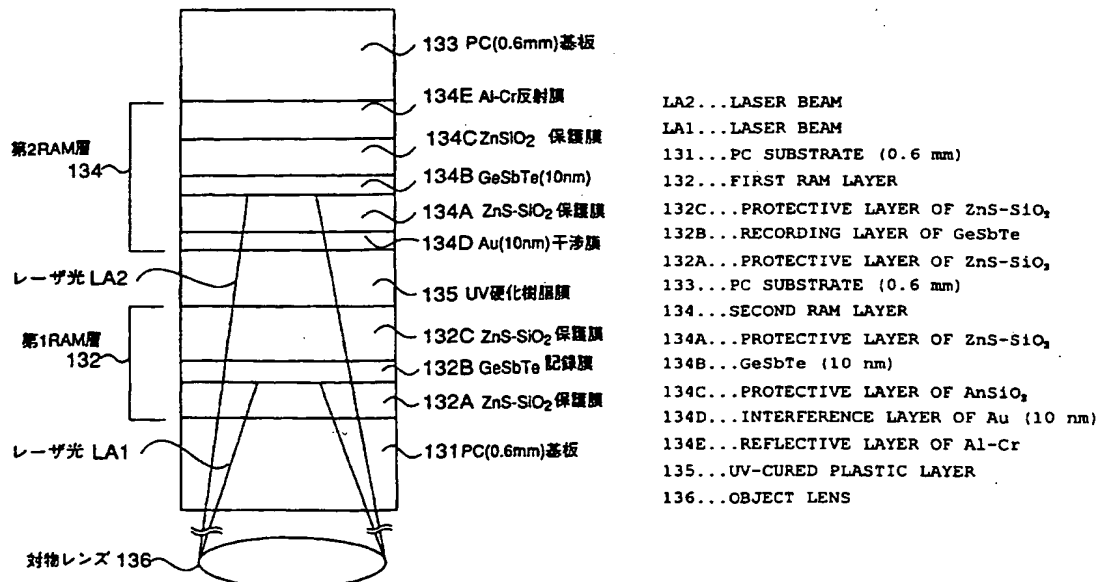 133 PC(0.6mm)基板
134E Al-Cr反射膜
134C ZnSiO2 保護膜
第2RAM層
134
134B GeSbTe(10nm)
134A ZnS-SiO2 保護膜
134D Au(10nm)干渉膜
レーザ光 LA2
135 UV硬化樹脂膜
第1RAM層
132
132C ZnS-SiO2 保護膜
132B GeSbTe 記録膜
132A ZnS-SiO2 保護膜
レーザ光 LA1
131 PC(0.6mm)基板
対物レンズ 136
LA2...LASER BEAM
LA1...LASER BEAM
131...PC SUBSTRATE (0.6 mm)
132...FIRST RAM LAYER
132C...PROTECTIVE LAYER OF ZnS-SiO₂
132B...RECORDING LAYER OF GeSbTe
132A...PROTECTIVE LAYER OF ZnS-SiO₂
133...PC SUBSTRATE (0.6 mm)
134...SECOND RAM LAYER
134A...PROTECTIVE LAYER OF ZnS-SiO₂
134B...GeSbTe (10 nm)
134C...PROTECTIVE LAYER OF AnSiO₂
134D...INTERFERENCE LAYER OF Au (10 nm)
134E...REFLECTIVE LAYER OF Al-Cr
135...UV-CURED PLASTIC LAYER
136...OBJECT LENS